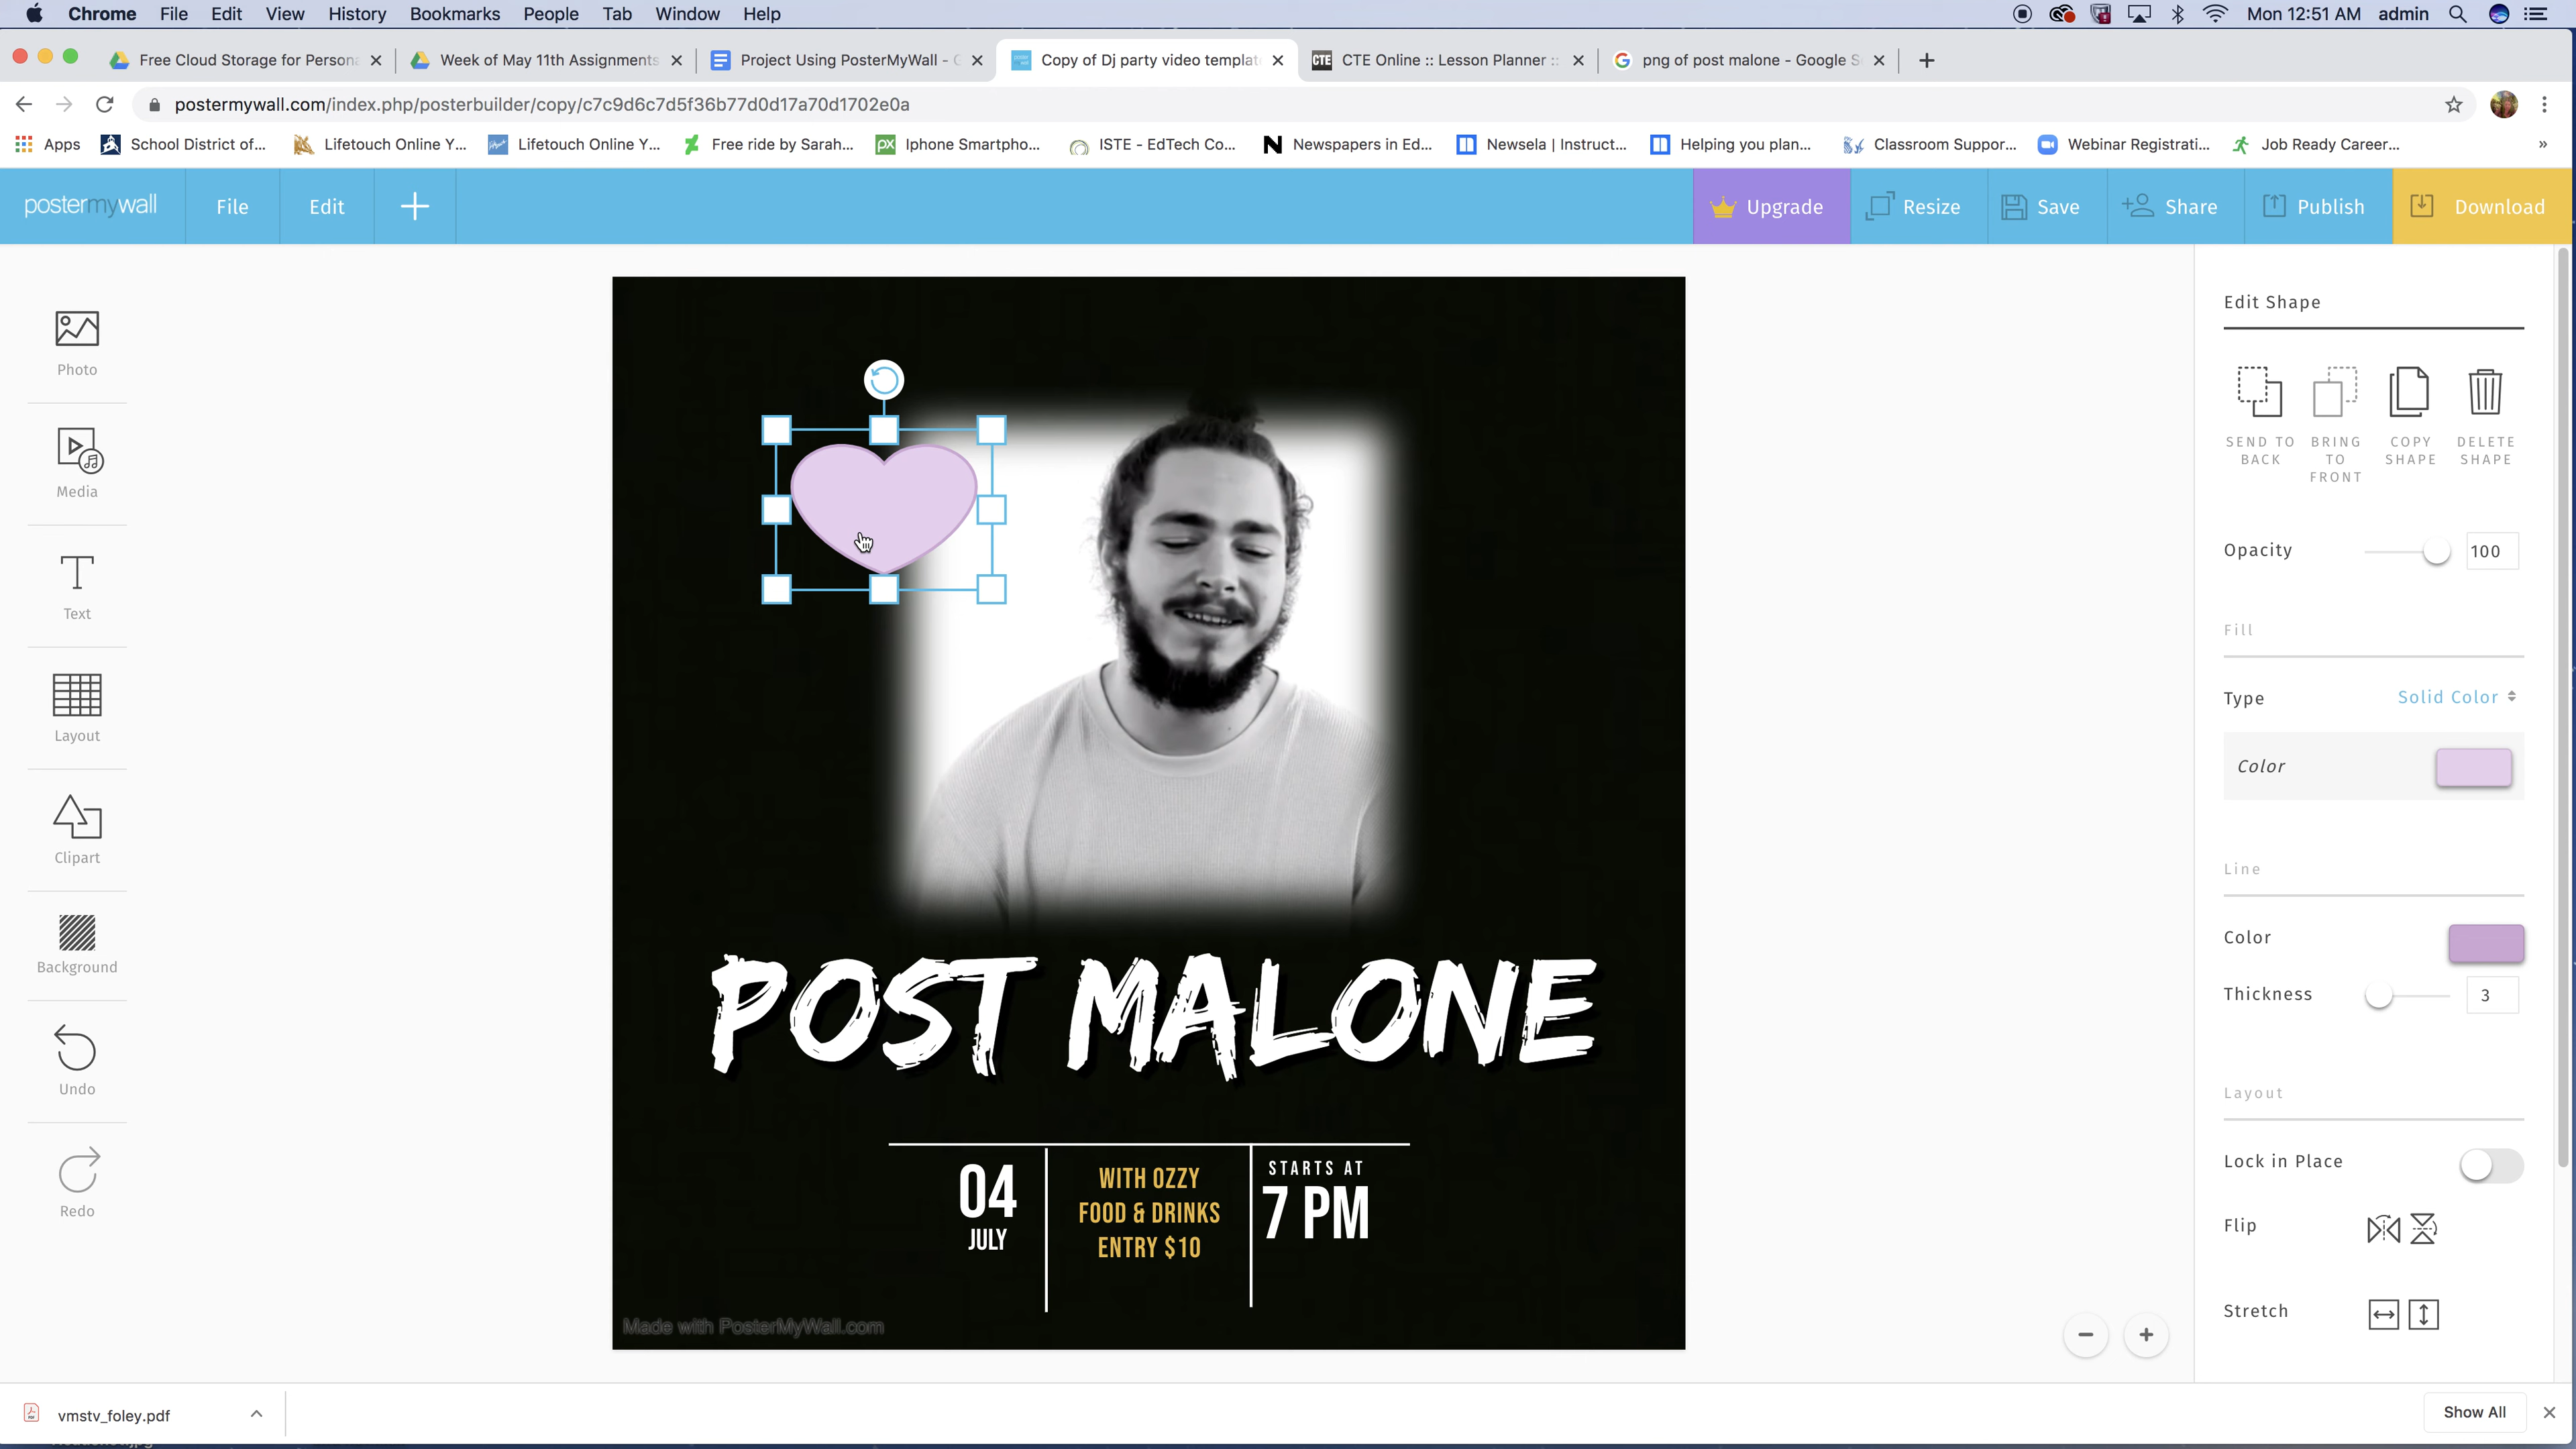 Chrome File Edit View History Bookmarks People Tab Window Help Mon 12:51 AM admin
Free Cloud Storage for Persona Week of May 11th Assignments Project Using PosterMyWall - Copy of Dj party video templat CTE CTE Online :: Lesson Planner :: png of post malone - Google S
postermywall.com/index.php/posterbuilder/copy/c7c9d6c7d5f36b77d0d17a70d1702e0a
Apps School District of... Lifetouch Online Y... Lifetouch Online Y... Free ride by Sarah... px Iphone Smartpho... ISTE - EdTech Co... N Newspapers in Ed... Newsela | Instruct... Helping you plan... Classroom Suppor... Webinar Registrati... Job Ready Career... »
postermywall File Edit Upgrade Resize Save Share Publish Download
Photo
Media
Text
Layout
Clipart
Background
Undo
Redo
POST MALONE
04
JULY
WITH OZZY
FOOD & DRINKS
ENTRY $10
STARTS AT
7 PM
Made with PosterMyWall.com
Edit Shape
SEND TO BACK
BRING TO FRONT
COPY SHAPE
DELETE SHAPE
Opacity 100
Fill
Type Solid Color
Color
Line
Color
Thickness 3
Layout
Lock in Place
Flip
Stretch
vmstv_foley.pdf
Show All